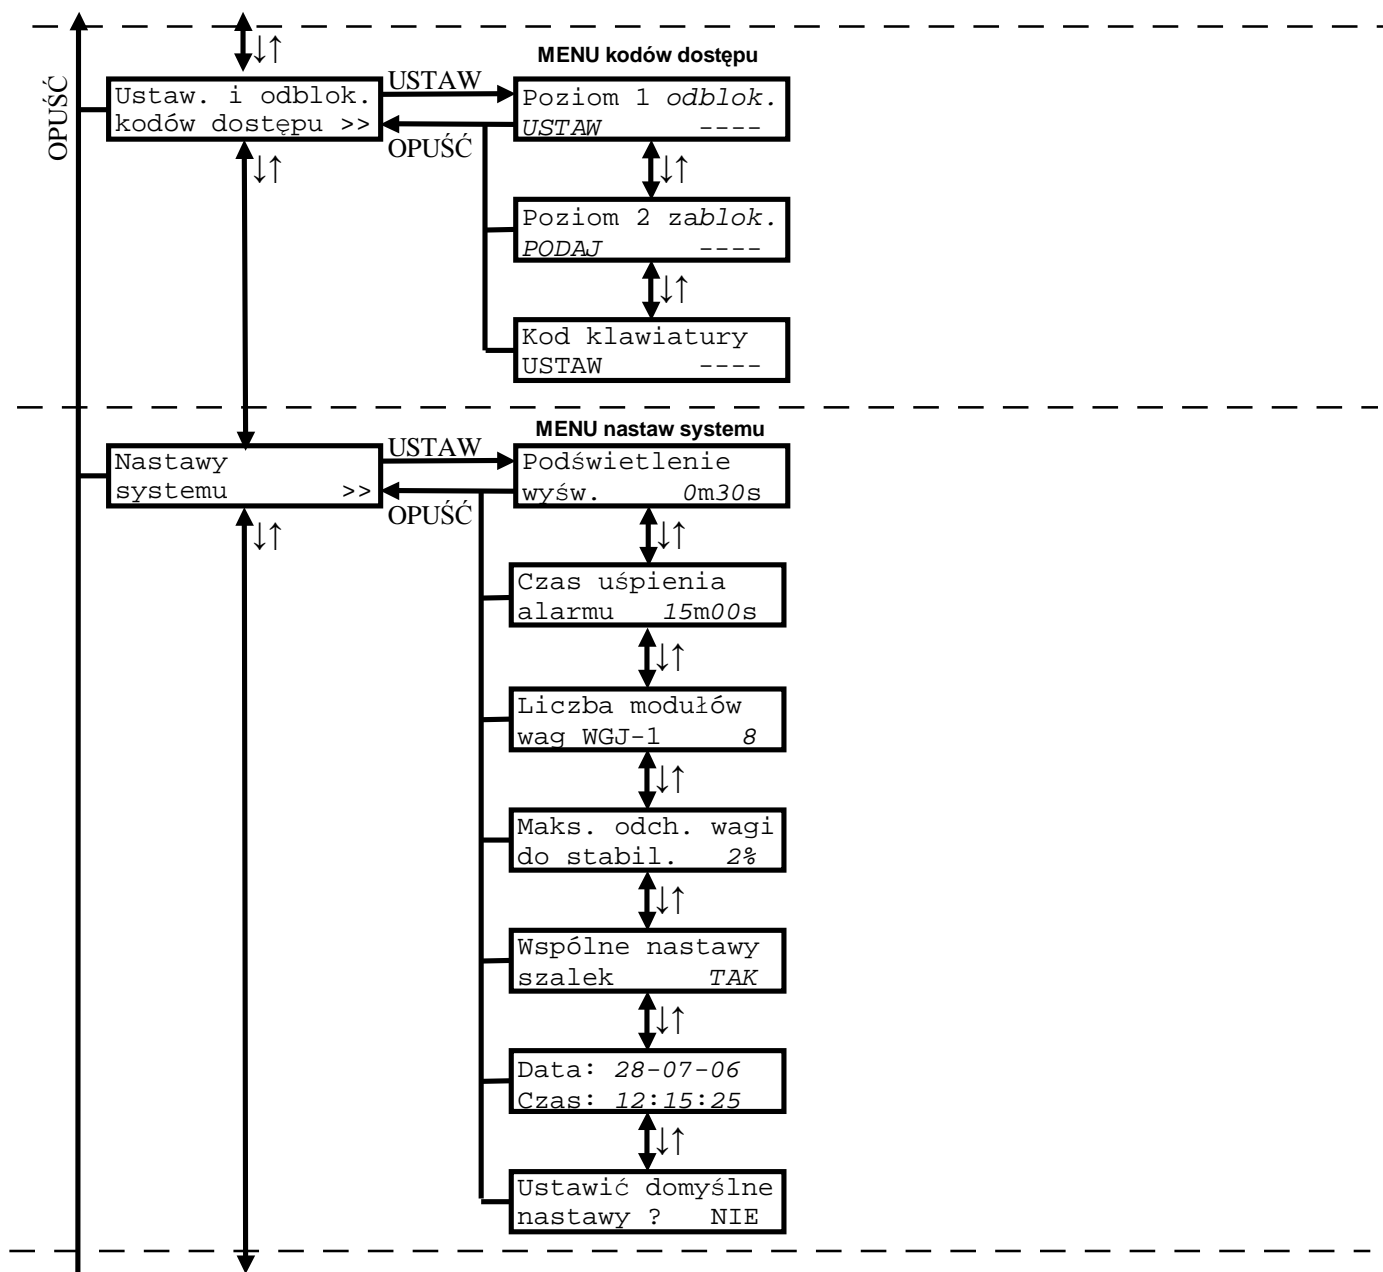 OPUŚĆ
↓↑
MENU kodów dostępu
Ustaw. i odblok.
kodów dostępu >>
USTAW
OPUŚĆ
Poziom 1 odblok.
USTAW ----
↓↑
↓↑
Poziom 2 zablok.
PODAJ ----
↓↑
Kod klawiatury
USTAW ----
MENU nastaw systemu
Nastawy
systemu >>
USTAW
OPUŚĆ
Podświetlenie
wyśw. 0m30s
↓↑
↓↑
Czas uśpienia
alarmu 15m00s
↓↑
Liczba modułów
wag WGJ-1 8
↓↑
Maks. odch. wagi
do stabil. 2%
↓↑
Wspólne nastawy
szalek TAK
↓↑
Data: 28-07-06
Czas: 12:15:25
↓↑
Ustawić domyślne
nastawy ? NIE